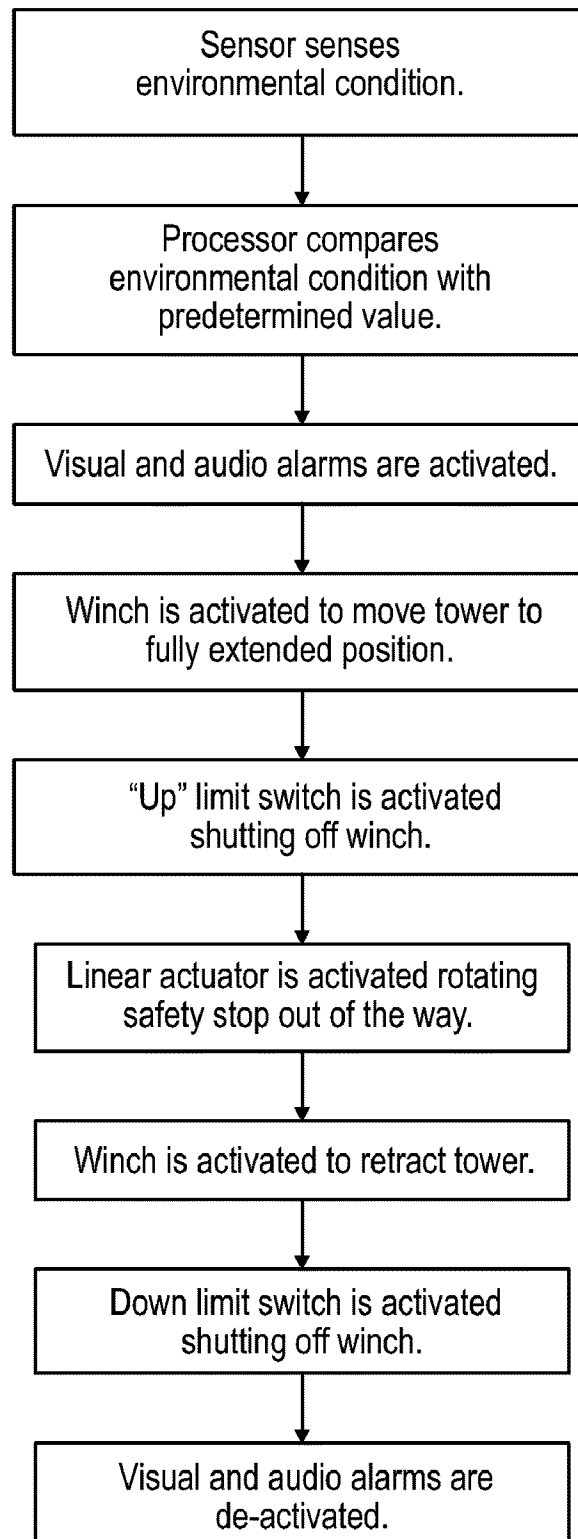 Sensor senses
environmental condition.
Processor compares
environmental condition with
predetermined value.
Visual and audio alarms are activated.
Winch is activated to move tower to
fully extended position.
“Up” limit switch is activated
shutting off winch.
Linear actuator is activated rotating
safety stop out of the way.
Winch is activated to retract tower.
Down limit switch is activated
shutting off winch.
Visual and audio alarms are
de-activated.